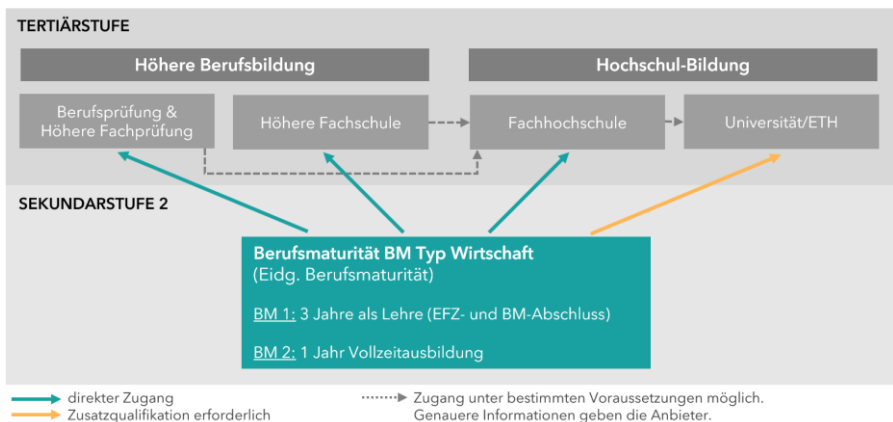 TERTIÄRSTUFE
Höhere Berufsbildung
Hochschul-Bildung
Berufsprüfung &
Höhere Fachprüfung
Höhere Fachschule
Fachhochschule
Universität/ETH
SEKUNDARSTUFE 2
Berufsmaturität BM Typ Wirtschaft
(Eidg. Berufsmaturität)
BM 1: 3 Jahre als Lehre (EFZ- und BM-Abschluss)
BM 2: 1 Jahr Vollzeitausbildung
direkter Zugang
Zusatzqualifikation erforderlich
Zugang unter bestimmten Voraussetzungen möglich.
Genauere Informationen geben die Anbieter.